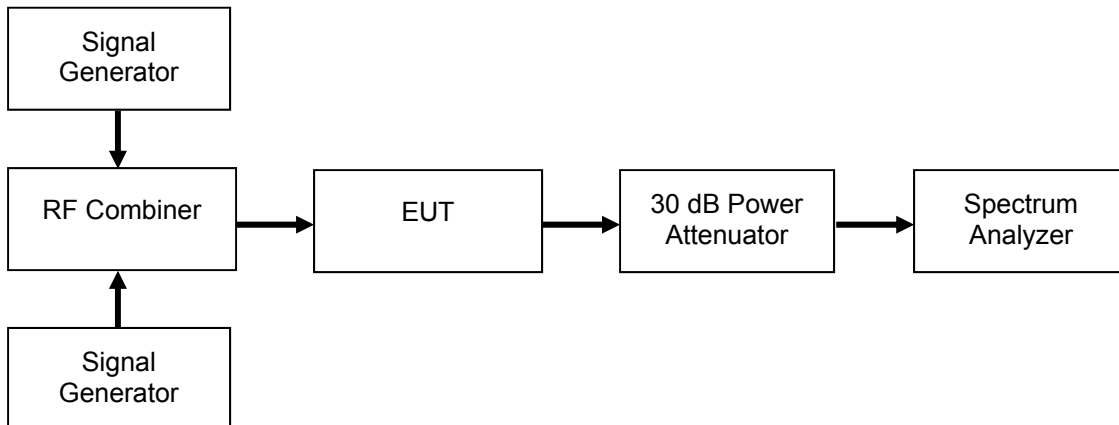 Signal
Generator
RF Combiner
EUT
30 dB Power
Attenuator
Spectrum
Analyzer
Signal
Generator